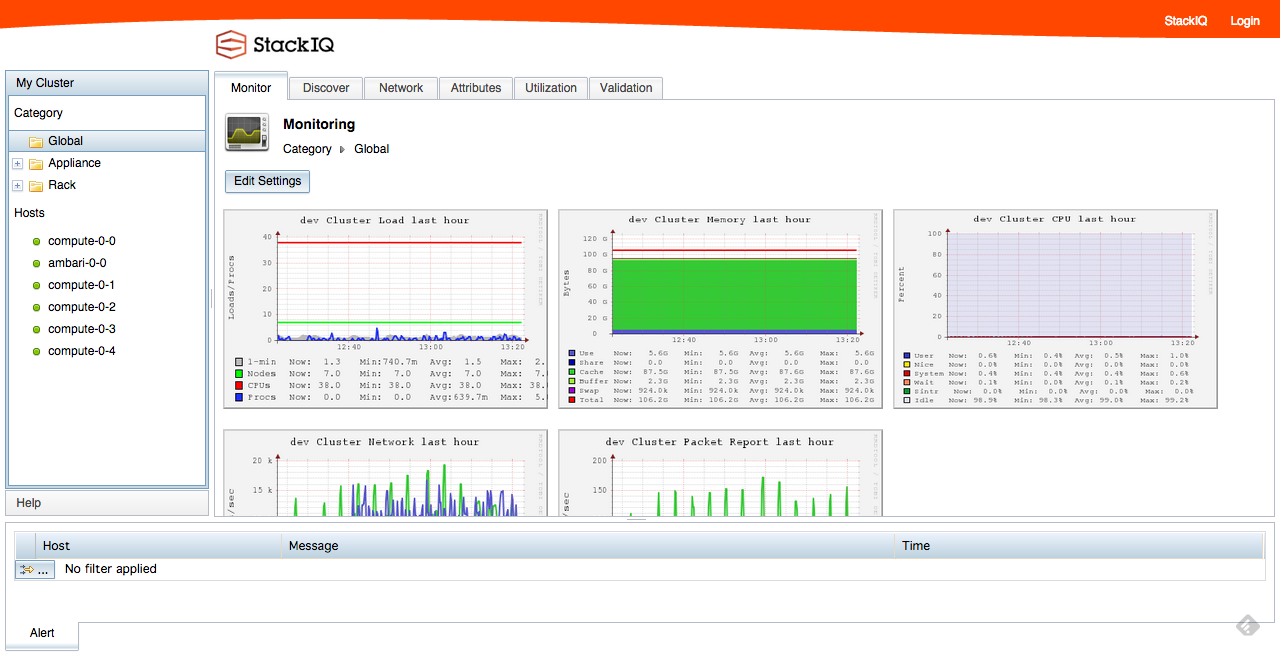 StackIQ Login
StackIQ
My Cluster
Category
Global
Appliance
Rack
Hosts
compute-0-0
ambari-0-0
compute-0-1
compute-0-2
compute-0-3
compute-0-4
Help
Monitor Discover Network Attributes Utilization Validation
Monitoring
Category Global
Edit Settings
dev Cluster Load last hour
Loads/Procs
40
30
20
10
0
12:40 13:00 13:20
1-min Now: 1.3 Min:740.7m Avg: 1.5 Max: 2.
Nodes Now: 7.0 Min: 7.0 Avg: 7.0 Max: 7.
CPUs Now: 38.0 Min: 38.0 Avg: 38.0 Max: 38.
Procs Now: 0.0 Min: 0.0 Avg:639.7m Max: 5.
dev Cluster Memory last hour
Bytes
120 G
100 G
80 G
60 G
40 G
20 G
0
12:40 13:00 13:20
Use Now: 5.6G Min: 5.6G Avg: 5.6G Max: 5.6G
Share Now: 0.0 Min: 0.0 Avg: 0.0 Max: 0.0
Cache Now: 87.5G Min: 87.5G Avg: 87.6G Max: 87.6G
Buffer Now: 2.3G Min: 2.3G Avg: 2.3G Max: 2.3G
Swap Now: 924.0k Min: 924.0k Avg: 924.0k Max: 924.0k
Total Now: 106.2G Min: 106.2G Avg: 106.2G Max: 106.2G
dev Cluster CPU last hour
Percent
100
80
60
40
20
0
12:40 13:00 13:20
User Now: 0.6% Min: 0.4% Avg: 0.5% Max: 1.0%
Nice Now: 0.0% Min: 0.0% Avg: 0.0% Max: 0.0%
System Now: 0.4% Min: 0.4% Avg: 0.4% Max: 0.6%
Wait Now: 0.1% Min: 0.0% Avg: 0.1% Max: 0.2%
Sintr Now: 0.0% Min: 0.0% Avg: 0.0% Max: 0.0%
Idle Now: 98.9% Min: 98.3% Avg: 99.0% Max: 99.2%
dev Cluster Network last hour
20 k
15 k
/sec
dev Cluster Packet Report last hour
200
150
/sec
Host Message Time
... No filter applied
Alert